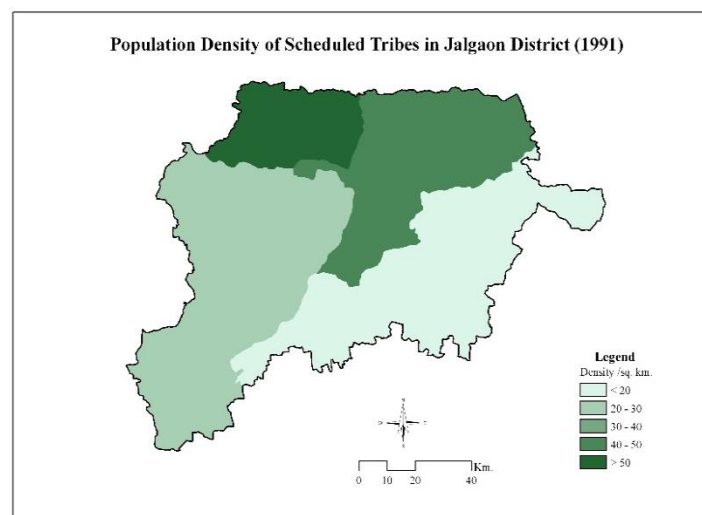 Population Density of Scheduled Tribes in Jalgaon District (1991)
Legend
Density /sq. km.
< 20
20 - 30
30 - 40
40 - 50
> 50
Km.
0 10 20 40